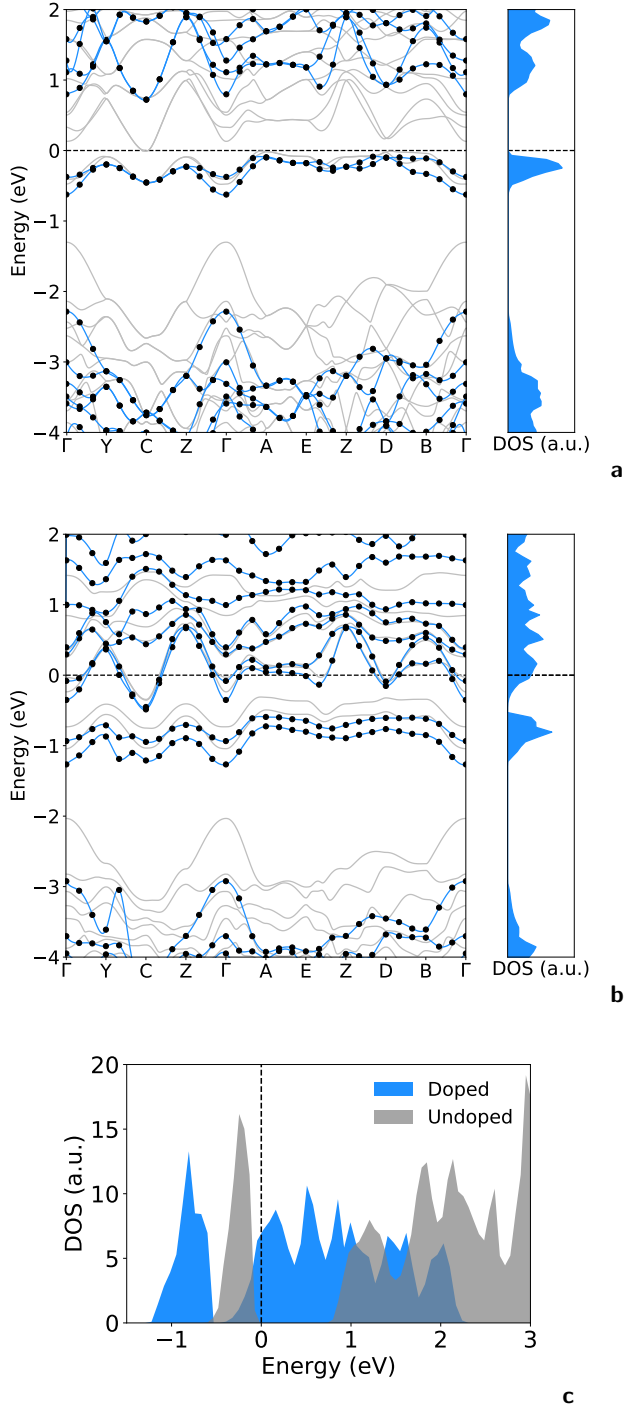 2
1
0
−1
−2
−3
−4
Energy (eV)
Γ Y C Z Γ A E Z D B Γ
DOS (a.u.)
a
2
1
0
−1
−2
−3
−4
Energy (eV)
Γ Y C Z Γ A E Z D B Γ
DOS (a.u.)
b
20
15
10
5
0
DOS (a.u.)
Doped
Undoped
−1 0 1 2 3
Energy (eV)
c